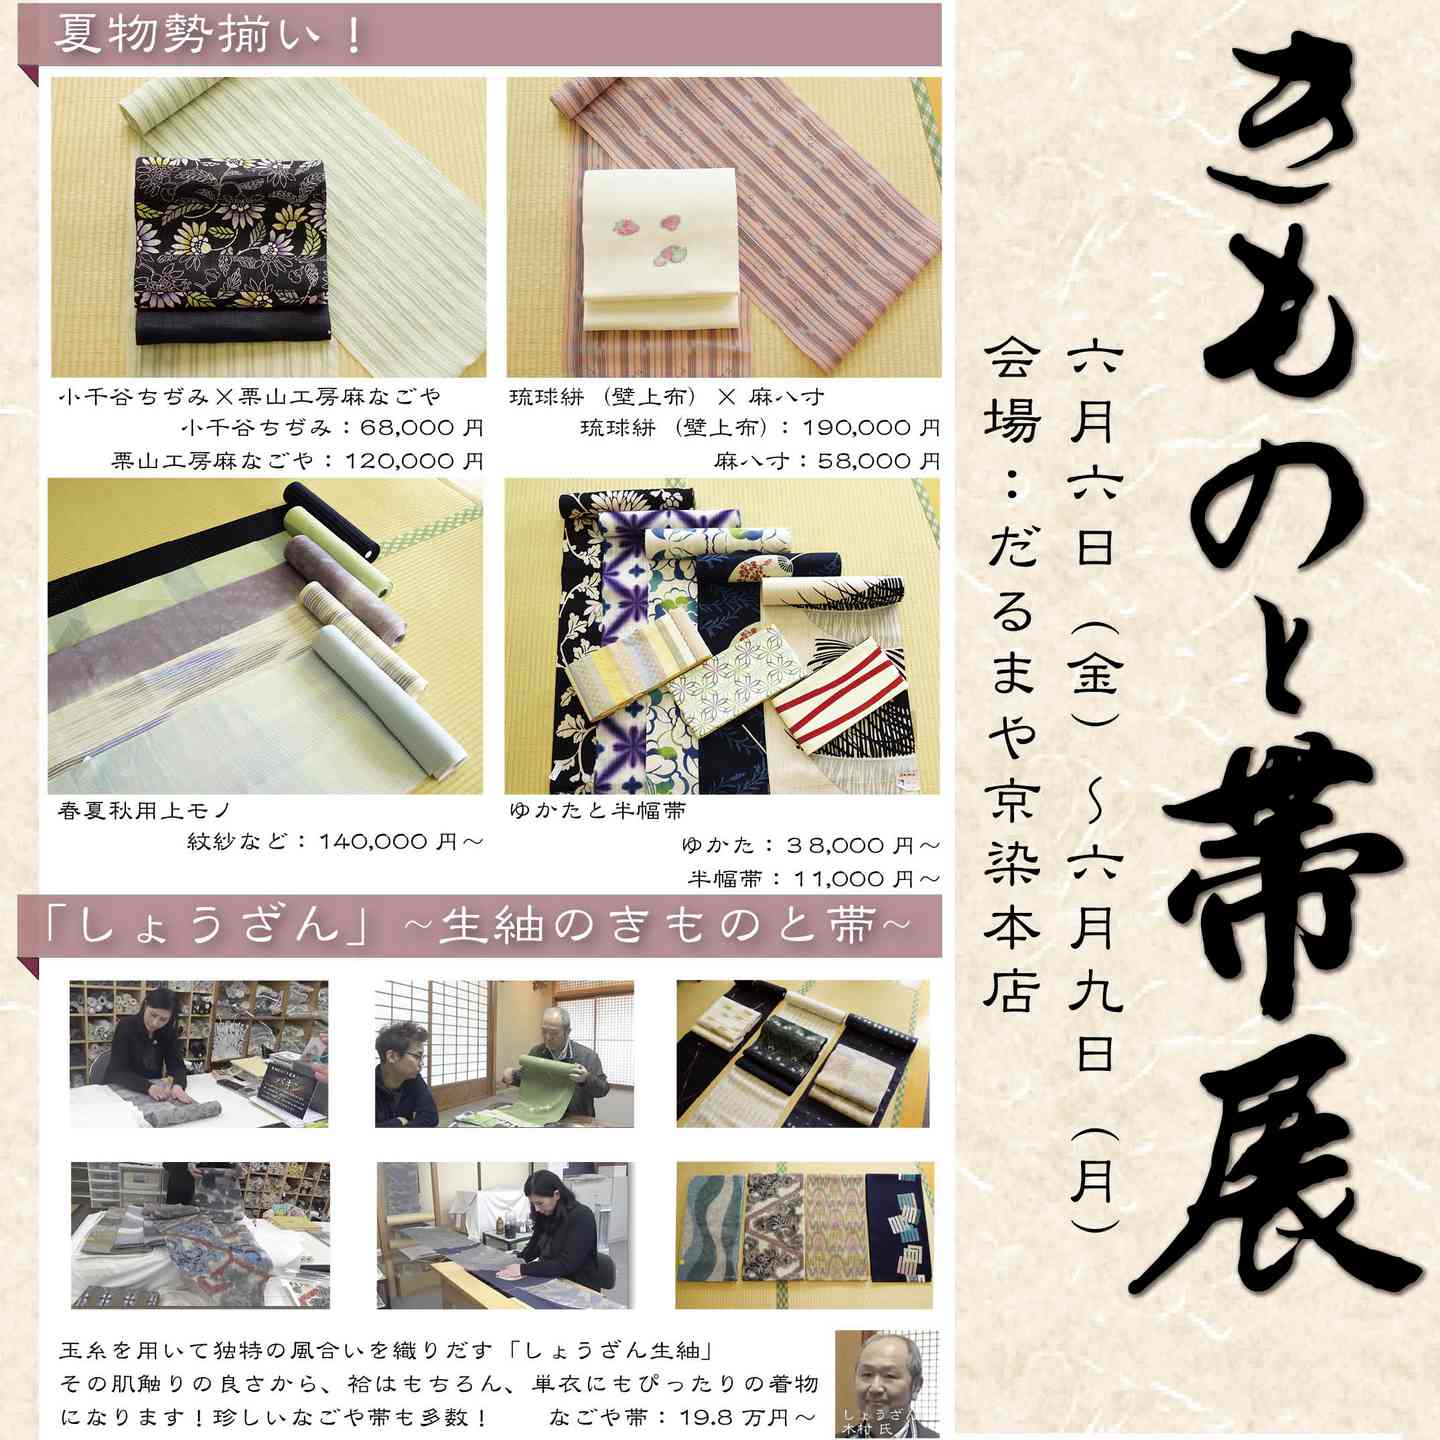 きものと帯展
六月六日（金）～六月九日（月）
会場：だるまや京染本店
夏物勢揃い！
小千谷ちぢみ×栗山工房麻なごや
小千谷ちぢみ：68,000 円
栗山工房麻なごや：120,000 円
琉球絣（壁上布） × 麻八寸
琉球絣（壁上布）：190,000 円
麻八寸：58,000 円
春夏秋用上モノ
紋紗など：140,000 円～
ゆかたと半幅帯
ゆかた：38,000 円～
半幅帯：11,000 円～
「しょうざん」~生紬のきものと帯~
玉糸を用いて独特の風合いを織りだす「しょうざん生紬」
その肌触りの良さから、袷はもちろん、単衣にもぴったりの着物
になります！珍しいなごや帯も多数！ なごや帯：19.8 万円～
しょうざん
木村 氏